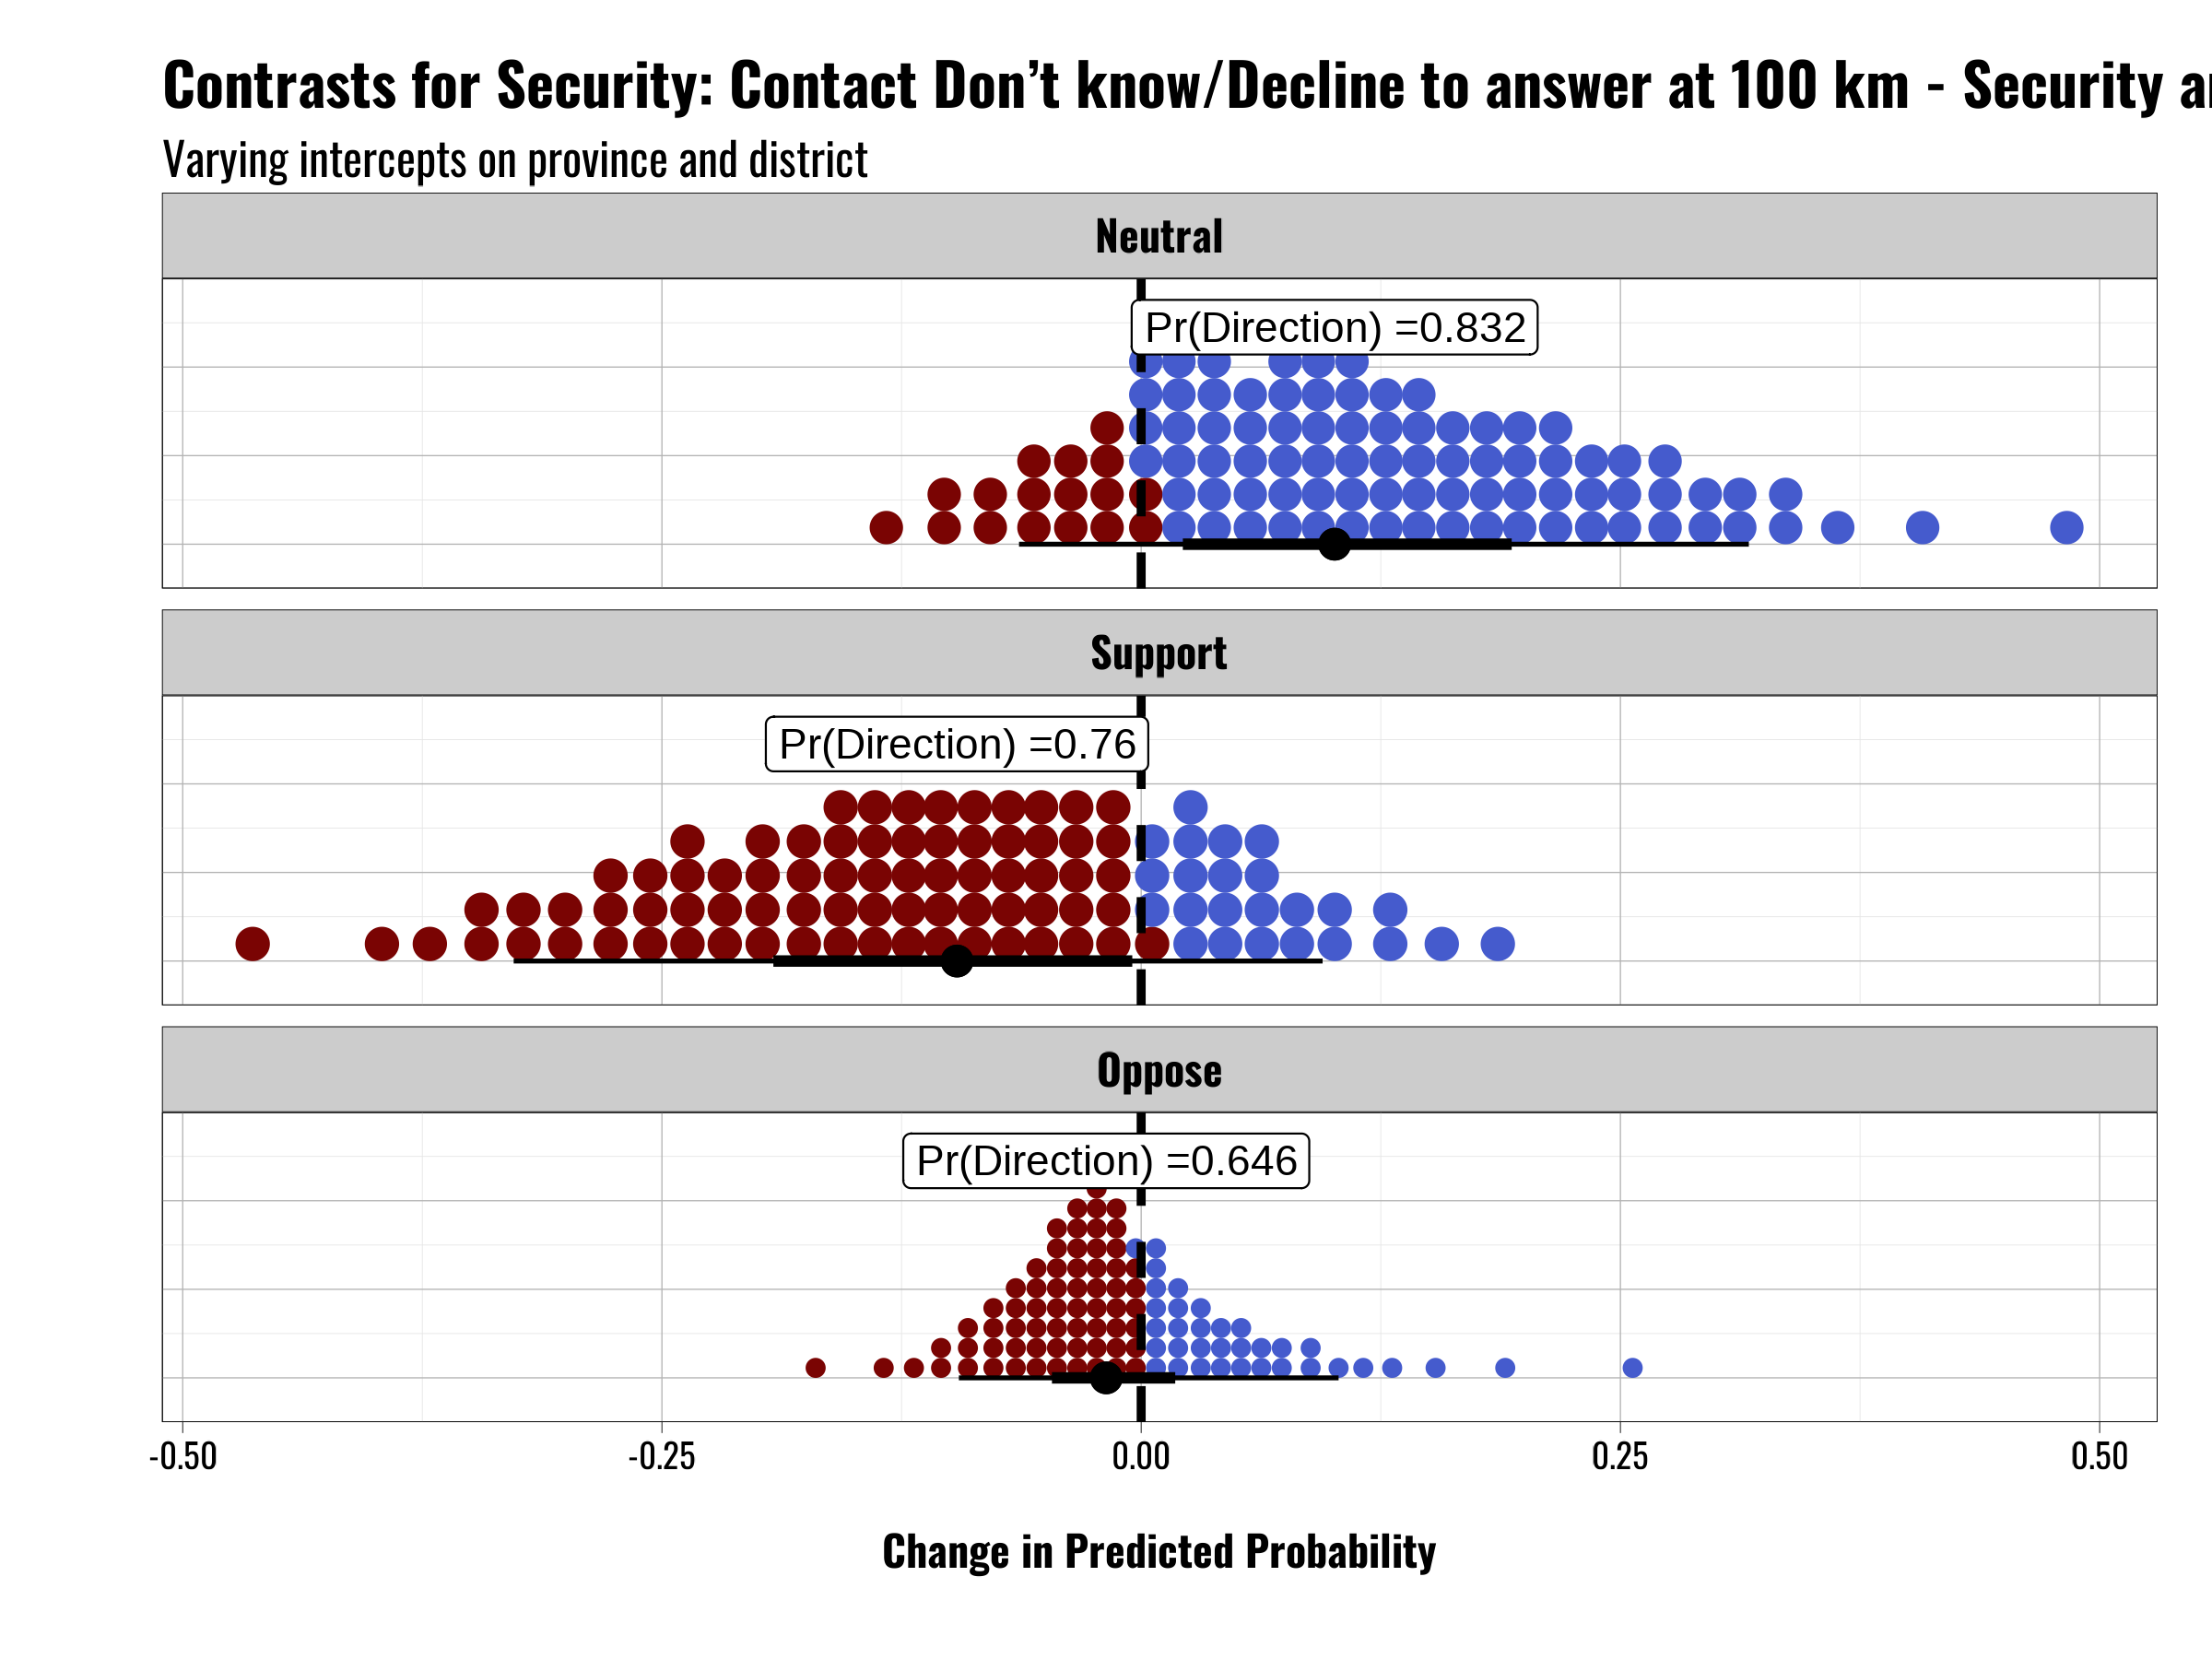 Contrasts for Security: Contact Don’t know/Decline to answer at 100 km - Security
Varying intercepts on province and district
Neutral
Pr(Direction) =0.832
Support
Pr(Direction) =0.76
Oppose
Pr(Direction) =0.646
-0.50 -0.25 0.00 0.25 0.50
Change in Predicted Probability